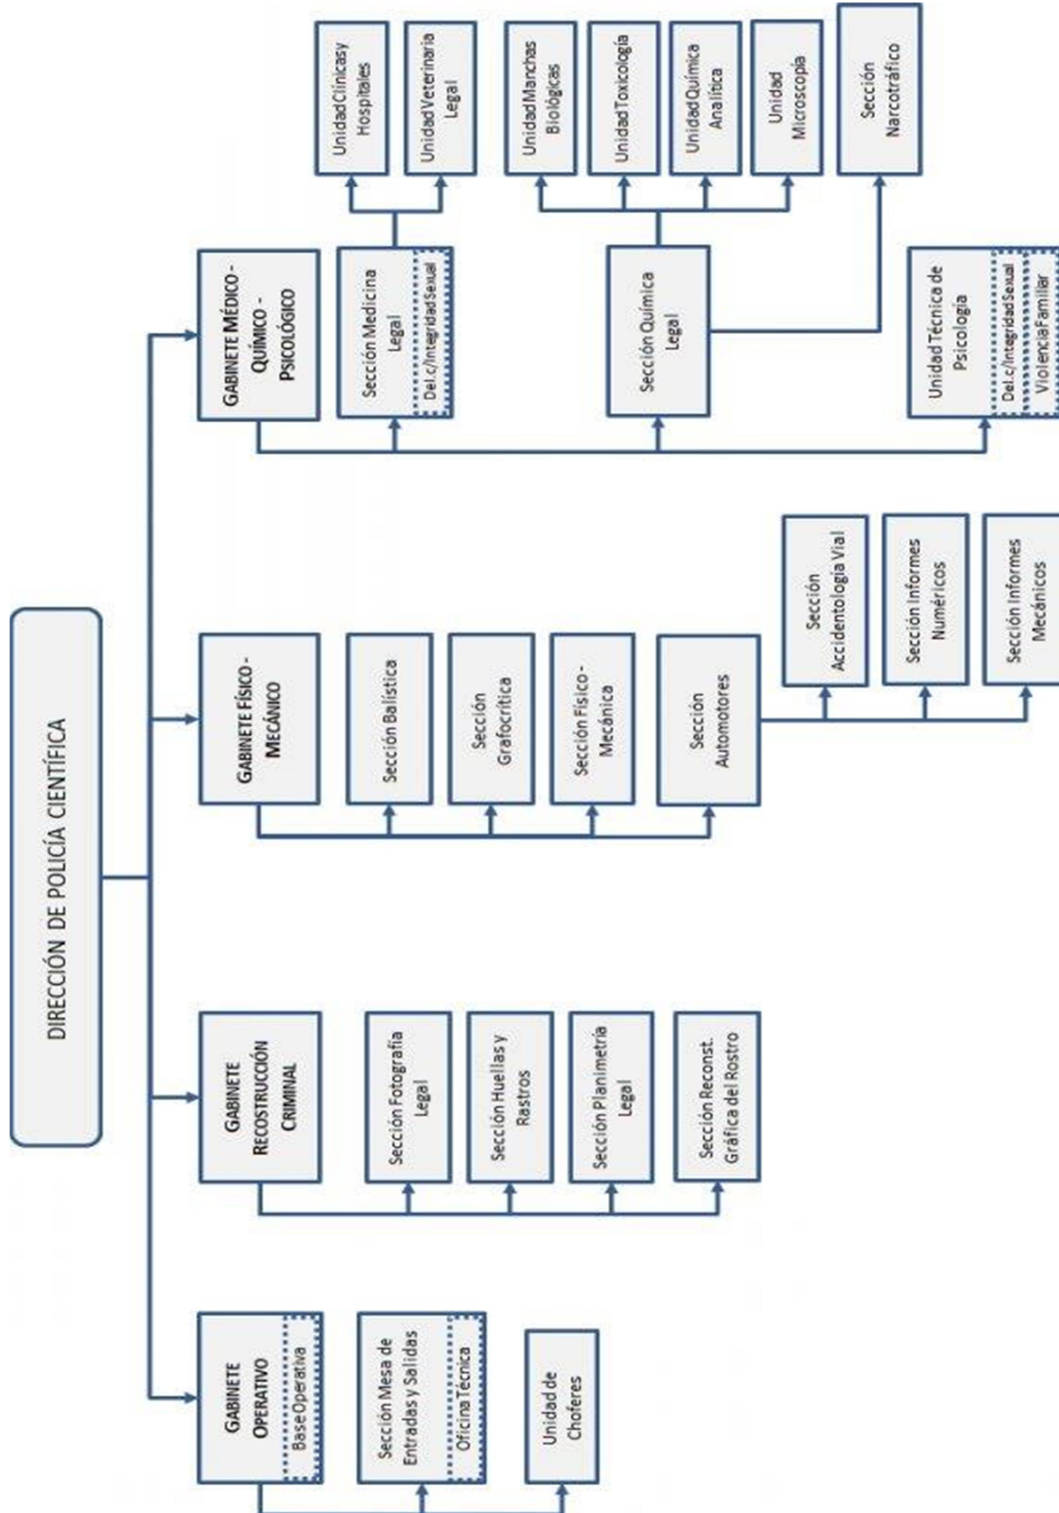 DIRECCIÓN DE POLICÍA CIENTÍFICA
GABINETE
OPERATIVO
Base Operativa
Sección Mesa de
Entradas y Salidas
Oficina Técnica
Unidad de
Choferes
GABINETE
RECOSTRUCCIÓN
CRIMINAL
Sección Fotografía
Legal
Sección Huellas y
Rastros
Sección Planimetría
Legal
Sección Reconst.
Gráfica del Rostro
GABINETE FÍSICO -
MECÁNICO
Sección Balística
Sección
Grafocrítica
Sección Físico -
Mecánica
Sección
Automotores
Sección
Accidentología Vial
Sección Informes
Numéricos
Sección Informes
Mecánicos
GABINETE MÉDICO -
QUÍMICO -
PSICOLÓGICO
Sección Medicina
Legal
Del.c/Integridad Sexual
Unidad Clínicas y
Hospitales
Unidad Veterinaria
Legal
Sección Química
Legal
Unidad Manchas
Biológicas
Unidad Toxicología
Unidad Química
Analítica
Unidad
Microscopía
Sección
Narcotráfico
Unidad Técnica de
Psicología
Del.c/Integridad Sexual
Violencia Familiar